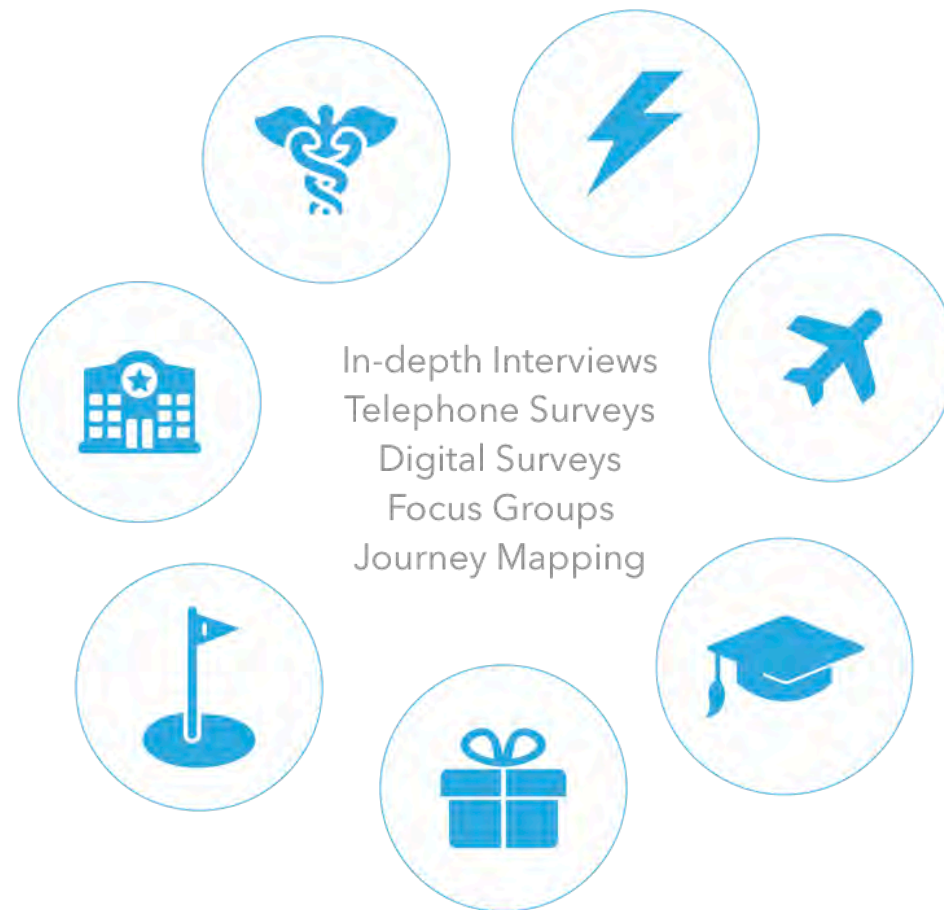 In-depth Interviews
Telephone Surveys
Digital Surveys
Focus Groups
Journey Mapping